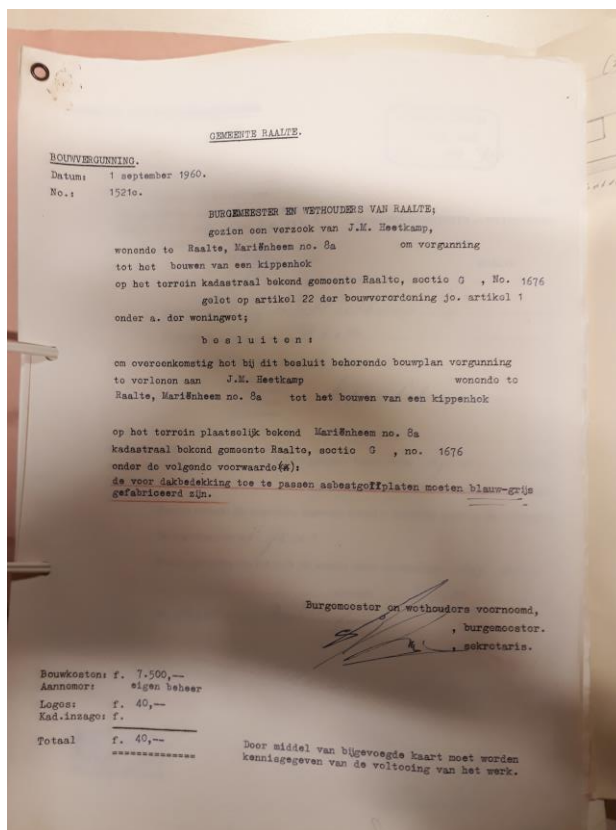 GEMEENTE RAALTE.
BOUWVERGUNNING.
Datum: 1 september 1960.
No.: 1521c.
BURGEMEESTER EN WETHOUDERS VAN RAALTE;
gezien een verzoek van J.M. Heetkamp,
wonende te Raalte, Mariënheem no. 8a om vergunning
tot het bouwen van een kippenhok
op het terrein kadastraal bekend gemeente Raalte, sectie G , No. 1676
gelet op artikel 22 der bouwverordening jo. artikel 1
onder a. der woningwet;
b e s l u i t e n :
om overeenkomstig het bij dit besluit behorende bouwplan vergunning
te verlenen aan J.M. Heetkamp wonende te
Raalte, Mariënheem no. 8a tot het bouwen van een kippenhok
op het terrein plaatselijk bekend Mariënheem no. 8a
kadastraal bekend gemeente Raalte, sectie G , no. 1676
onder de volgende voorwaarde(n):
de voor dakbedekking toe te passen asbestgolfplaten moeten blauw-grijs
gefabriceerd zijn.
Burgemeester en wethouders voornoemd,
, burgemeester.
, sekretaris.
Bouwkosten: f. 7.500,--
Aannemer: eigen beheer
Leges: f. 40,--
Kad.inzage: f.
Totaal f. 40,--
==============
Door middel van bijgevoegde kaart moet worden
kennisgegeven van de voltooing van het werk.